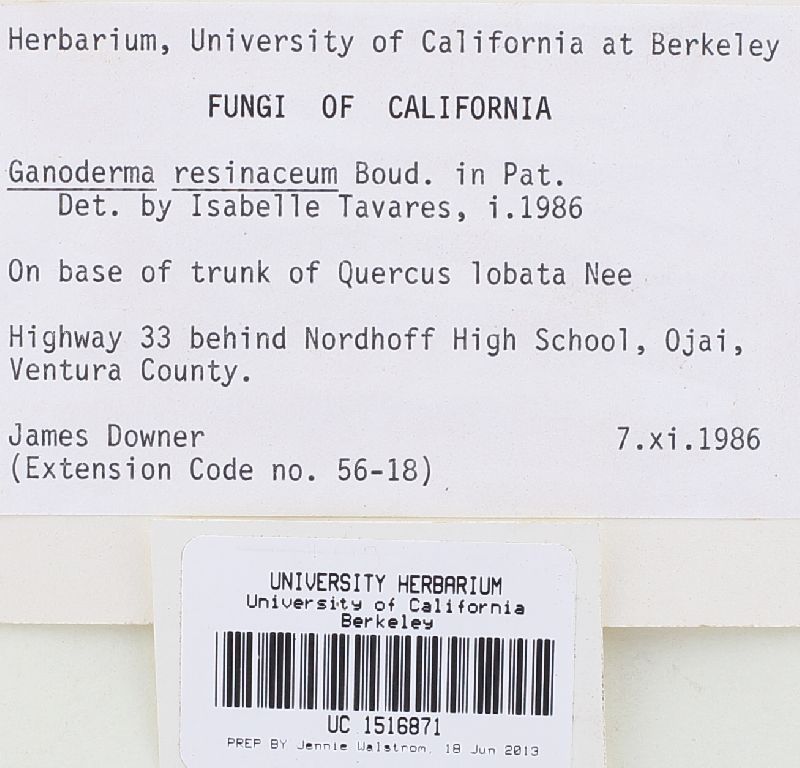 Herbarium, University of California at Berkeley
FUNGI OF CALIFORNIA
Ganoderma resinaceum Boud. in Pat.
Det. by Isabelle Tavares, i.1986
On base of trunk of Quercus lobata Nee
Highway 33 behind Nordhoff High School, Ojai,
Ventura County.
James Downer 7.xi.1986
(Extension Code no. 56-18)
UNIVERSITY HERBARIUM
University of California
Berkeley
UC 1516871
PREP BY Jennie Walstrom, 18 Jun 2013